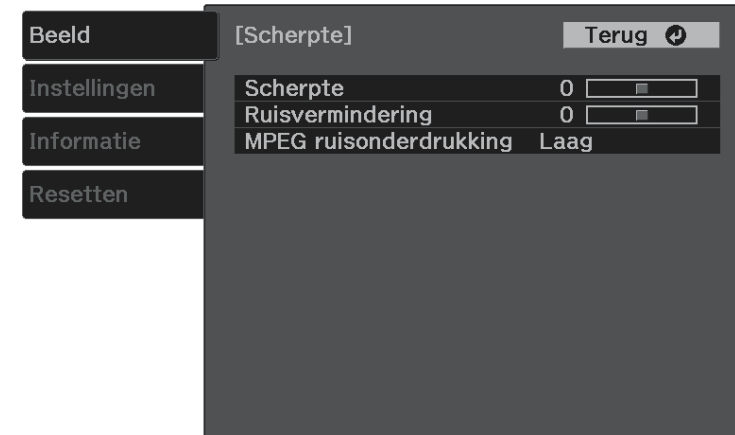 Beeld
Instellingen
Informatie
Resetten
[Scherpte]
Terug
Scherpte 0
Ruisvermindering 0
MPEG ruisonderdrukking Laag